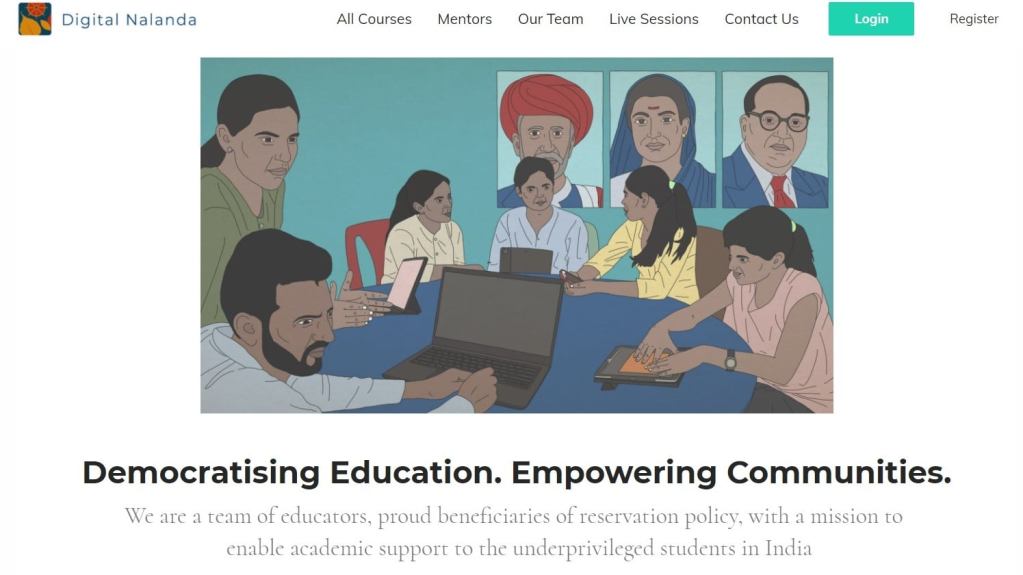 Digital Nalanda
All Courses Mentors Our Team Live Sessions Contact Us Login Register
Democratising Education. Empowering Communities.
We are a team of educators, proud beneficiaries of reservation policy, with a mission to
enable academic support to the underprivileged students in India